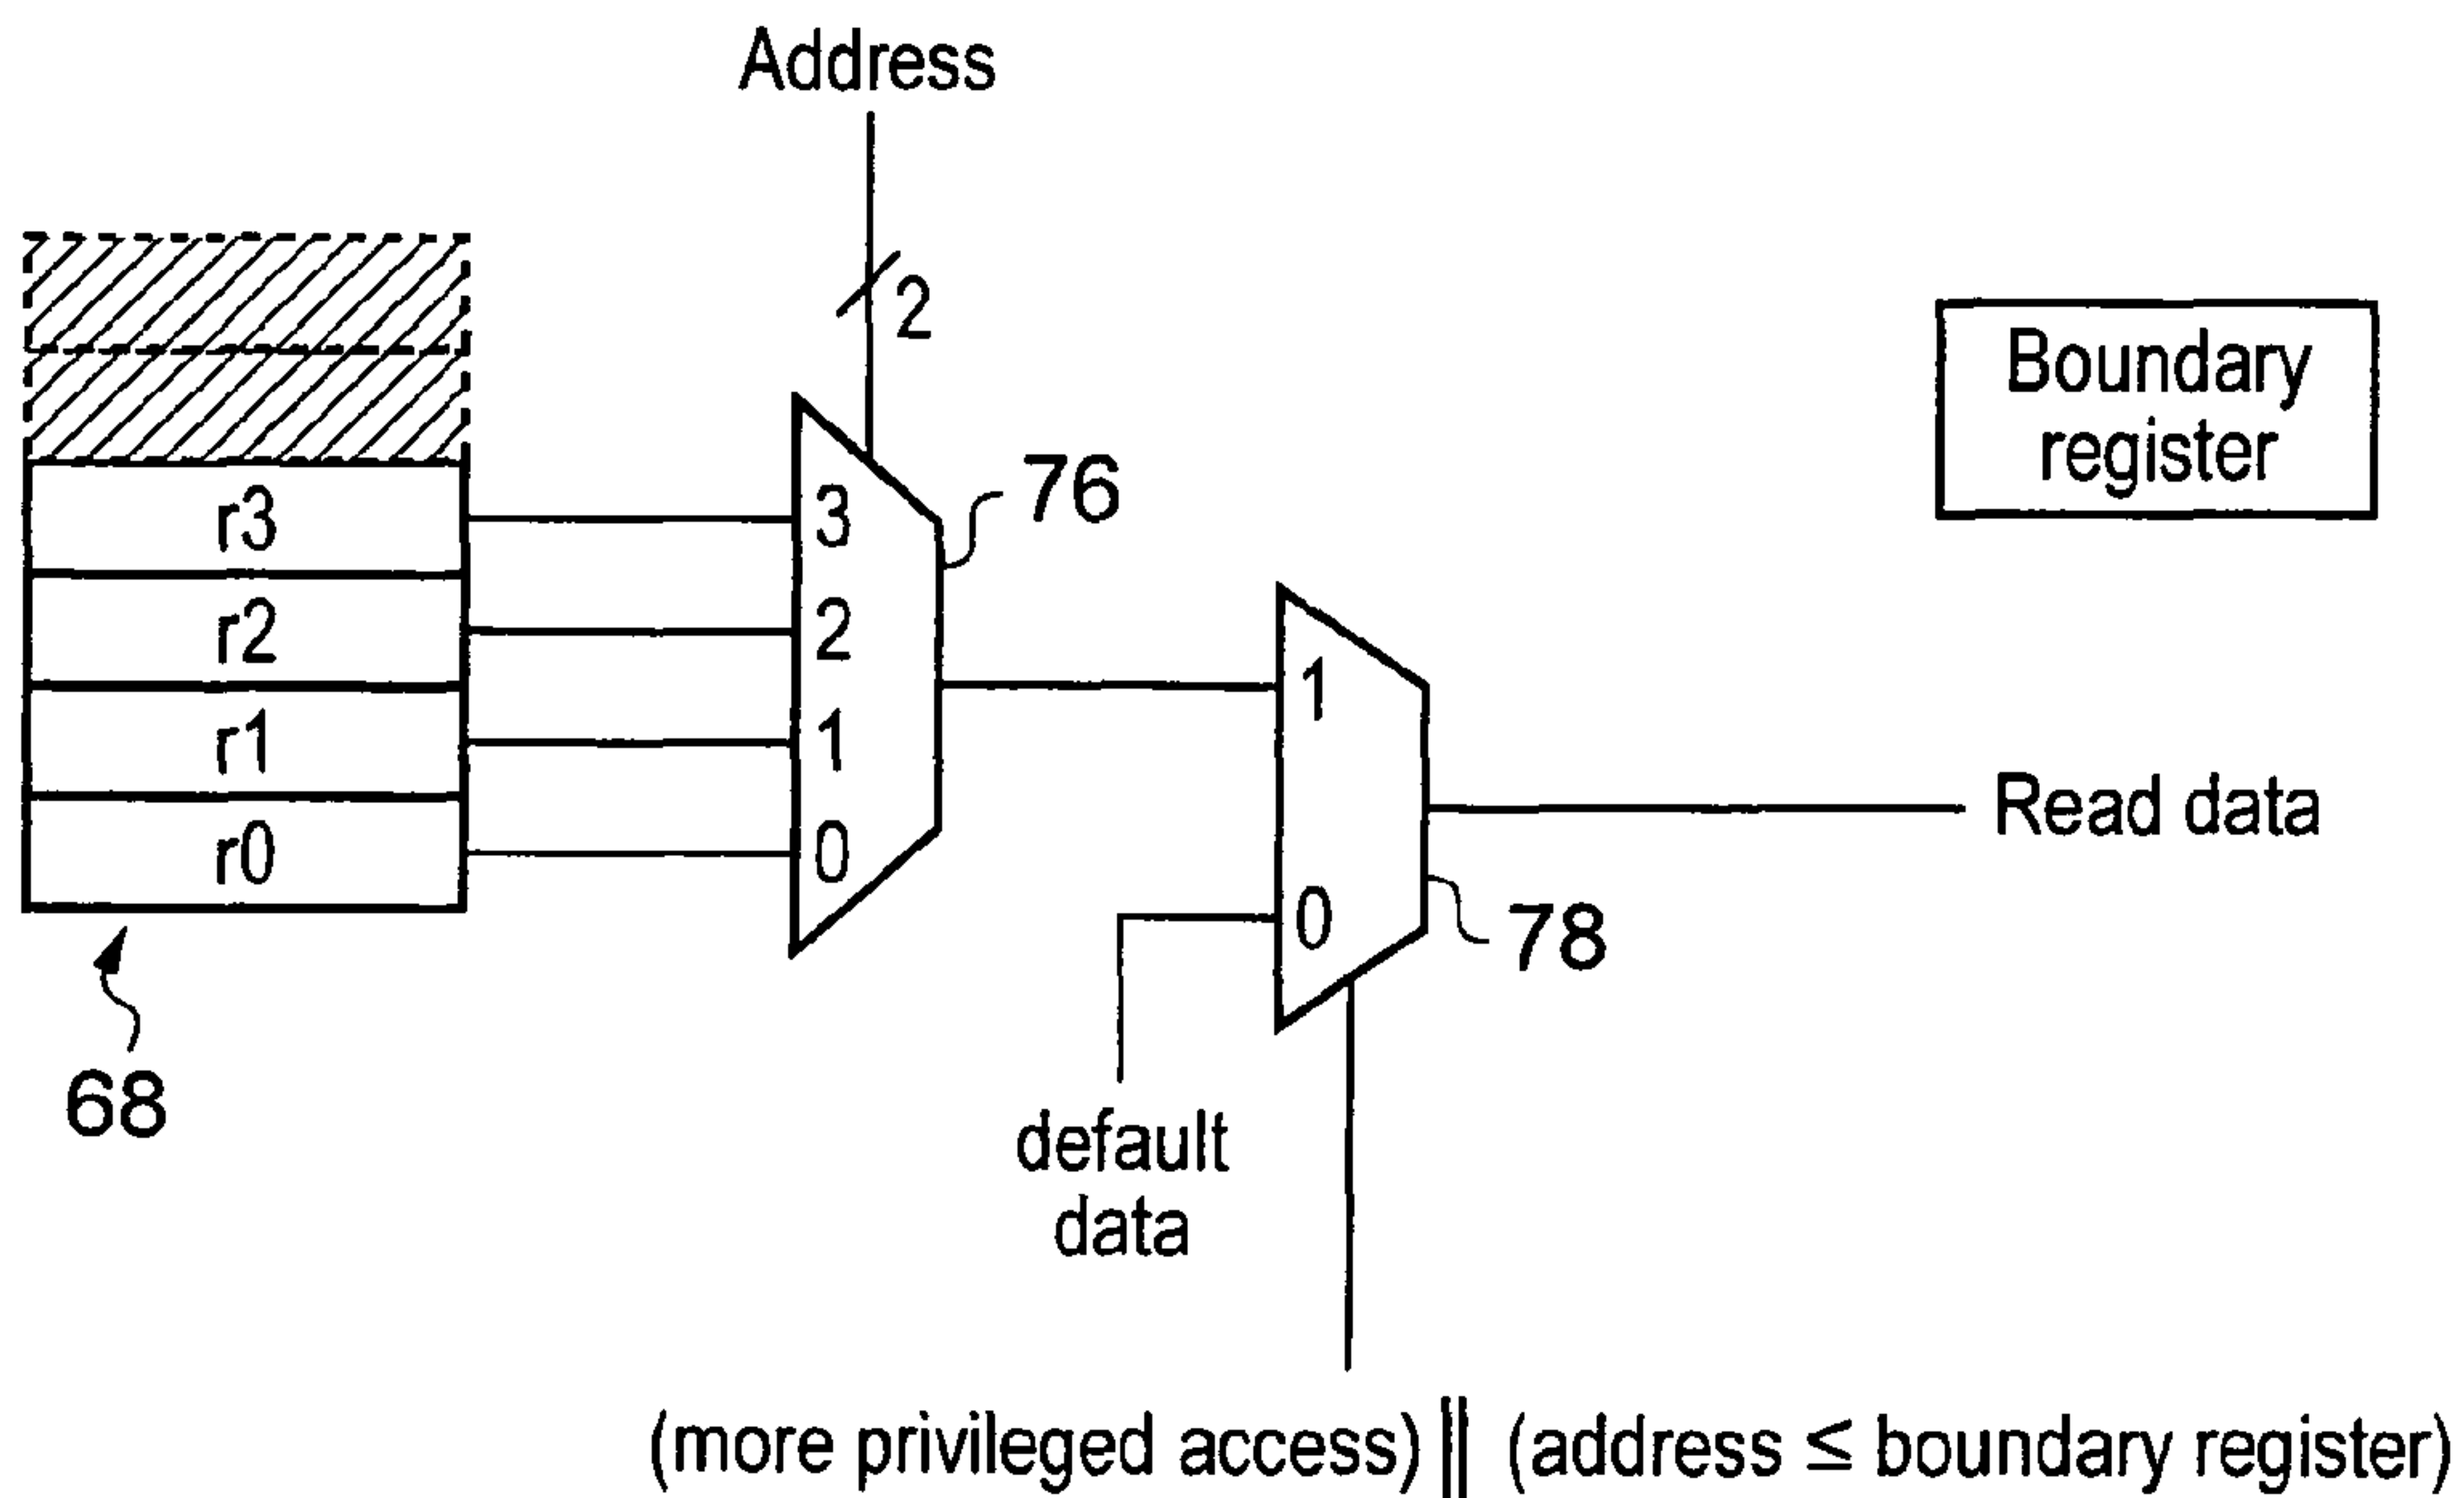 Address
2
Boundary
register
76
r3
3
r2
2
r1
1
r0
0
1
0
Read data
78
68
default
data
(more privileged access) || (address ≤ boundary register)